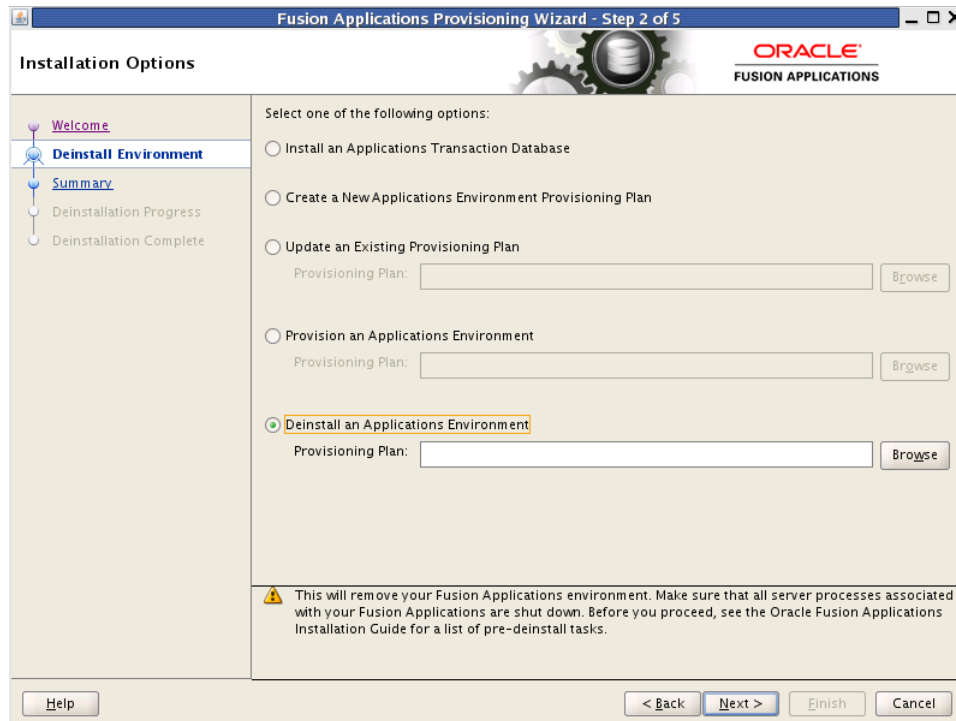 Fusion Applications Provisioning Wizard - Step 2 of 5
Installation Options
ORACLE
FUSION APPLICATIONS
Welcome
Deinstall Environment
Summary
Deinstallation Progress
Deinstallation Complete
Select one of the following options:
Install an Applications Transaction Database
Create a New Applications Environment Provisioning Plan
Update an Existing Provisioning Plan
Provisioning Plan:
Browse
Provision an Applications Environment
Provisioning Plan:
Browse
Deinstall an Applications Environment
Provisioning Plan:
Browse
This will remove your Fusion Applications environment. Make sure that all server processes associated
with your Fusion Applications are shut down. Before you proceed, see the Oracle Fusion Applications
Installation Guide for a list of pre-deinstall tasks.
Help
< Back
Next >
Finish
Cancel